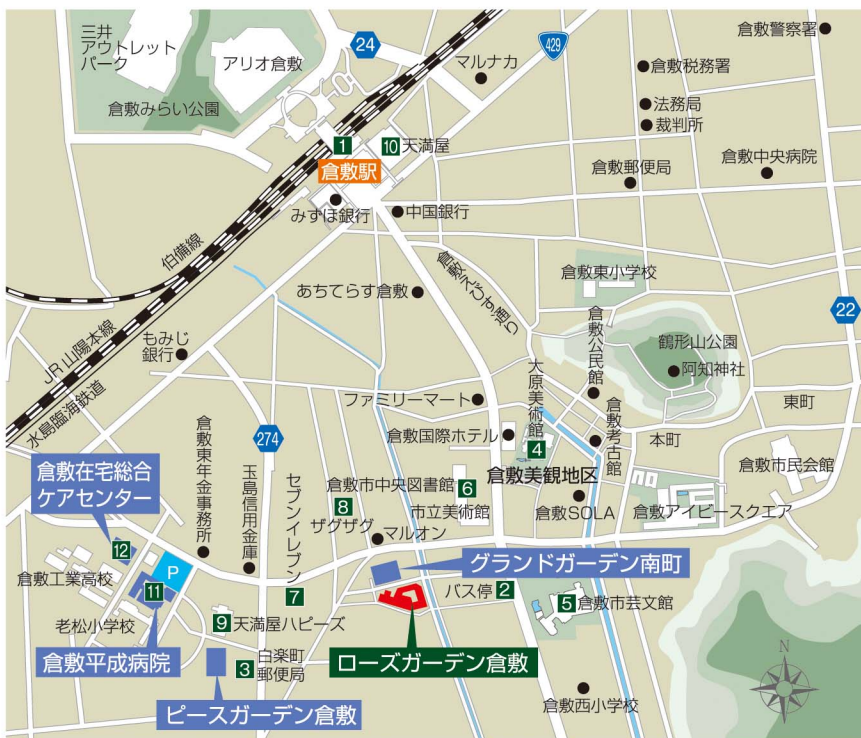 三井
アウトレット
パーク
アリオ倉敷
24
429
マルナカ
倉敷警察署
倉敷税務署
法務局
裁判所
倉敷みらい公園
1
倉敷駅
10
天満屋
倉敷郵便局
倉敷中央病院
みずほ銀行
中国銀行
伯備線
JR山陽本線
水島臨海鉄道
あちてらす倉敷
倉敷えびす通り
倉敷東小学校
22
もみじ
銀行
倉敷公民館
鶴形山公園
阿知神社
大原美術館
ファミリーマート
倉敷国際ホテル
4
倉敷考古館
本町
東町
倉敷美観地区
倉敷市民会館
274
倉敷東年金事務所
玉島信用金庫
セブンイレブン
倉敷在宅総合
ケアセンター
倉敷市中央図書館
6
8
ザグザグ
市立美術館
マルオン
倉敷SOLA
倉敷アイビースクエア
12
P
倉敷工業高校
11
グランドガーデン南町
7
バス停
2
5
倉敷市芸文館
老松小学校
9
天満屋ハピーズ
倉敷平成病院
3
白楽町
郵便局
ローズガーデン倉敷
ピースガーデン倉敷
倉敷西小学校
N